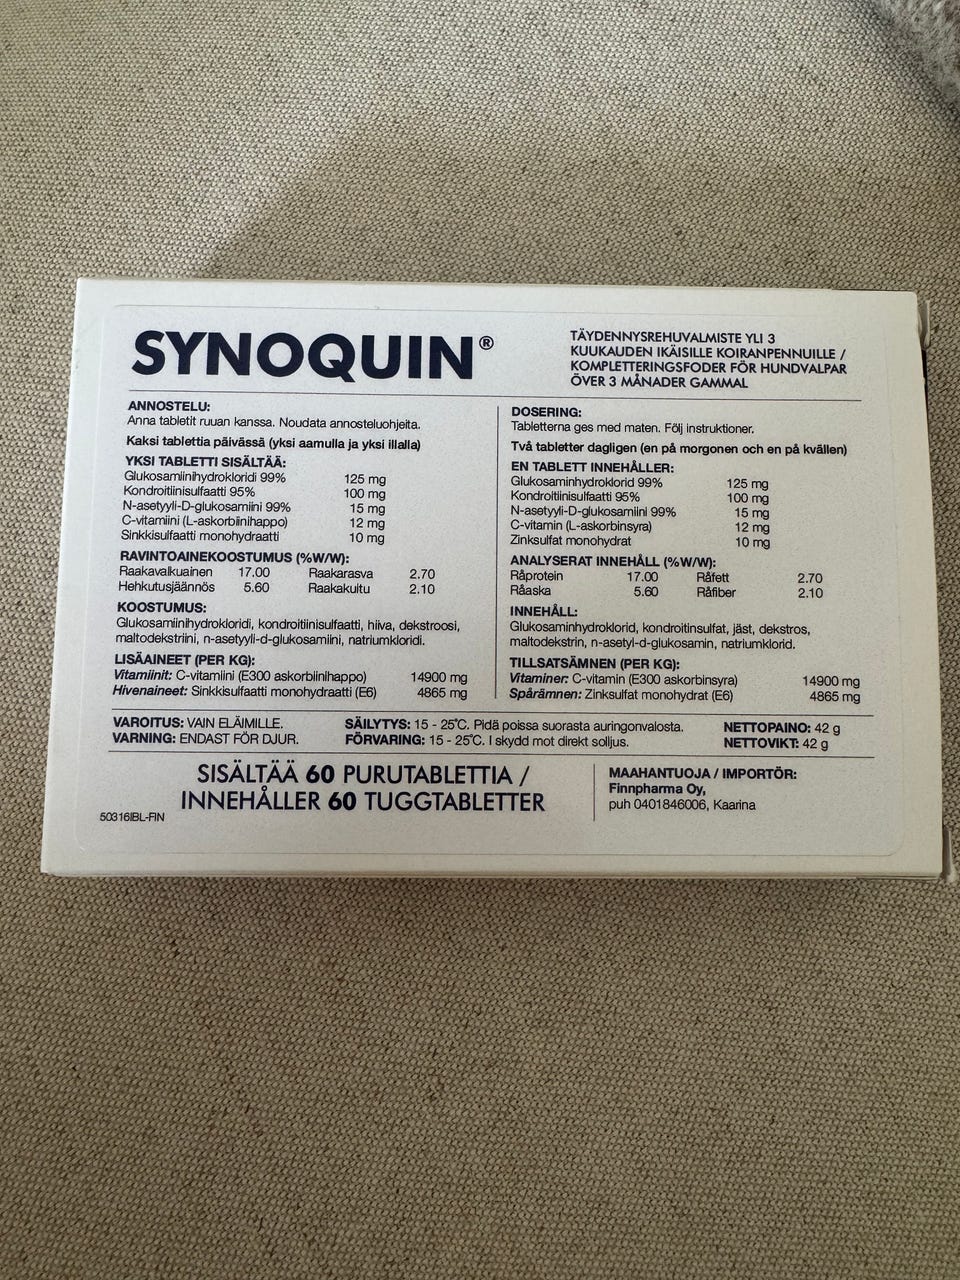 SYNOQUIN®
TÄYDENNYSREHUVALMISTE YLI 3
KUUKAUDEN IKÄISILLE KOIRANPENNUILLE /
KOMPLETTERINGSFODER FÖR HUNDVALPAR
ÖVER 3 MÅNADER GAMMAL
ANNOSTELU:
Anna tabletit ruuan kanssa. Noudata annosteluohjeita.
Kaksi tablettia päivässä (yksi aamulla ja yksi illalla)
YKSI TABLETTI SISÄLTÄÄ:
Glukosamiinihydrokloridi 99% 125 mg
Kondroitiinisulfaatti 95% 100 mg
N-asetyyli-D-glukosamiini 99% 15 mg
C-vitamiini (L-askorbiinihappo) 12 mg
Sinkkisulfaatti monohydraatti 10 mg
RAVINTOAINEKOOSTUMUS (%W/W):
Raakavalkuainen 17.00 Raakarasva 2.70
Hehkutusjäännös 5.60 Raakakuitu 2.10
KOOSTUMUS:
Glukosamiinihydrokloridi, kondroitiinisulfaatti, hiiva, dekstroosi,
maltodekstriini, n-asetyyli-d-glukosamiini, natriumkloridi.
LISÄAINEET (PER KG):
Vitamiinit: C-vitamiini (E300 askorbiinihappo) 14900 mg
Hivenaineet: Sinkkisulfaatti monohydraatti (E6) 4865 mg
DOSERING:
Tabletterna ges med maten. Följ instruktioner.
Två tabletter dagligen (en på morgonen och en på kvällen)
EN TABLETT INNEHÅLLER:
Glukosaminhydroklorid 99% 125 mg
Kondroitiinisulfaatti 95% 100 mg
N-asetyyli-D-glukosamiini 99% 15 mg
C-vitamin (L-askorbinsyra) 12 mg
Zinksulfat monohydrat 10 mg
ANALYSERAT INNEHÅLL (%W/W):
Råprotein 17.00 Råfett 2.70
Råaska 5.60 Råfiber 2.10
INNEHÅLL:
Glukosaminhydroklorid, kondroitinsulfat, jäst, dekstros,
maltodekstrin, n-asetyl-d-glukosamin, natriumklorid.
TILLSATSÄMNEN (PER KG):
Vitaminer: C-vitamin (E300 askorbinsyra) 14900 mg
Spårämnen: Zinksulfat monohydrat (E6) 4865 mg
VAROITUS: VAIN ELÄIMILLE.
VARNING: ENDAST FÖR DJUR.
SÄILYTYS: 15 - 25°C. Pidä poissa suorasta auringonvalosta.
FÖRVARING: 15 - 25°C. I skydd mot direkt solljus.
NETTOPAINO: 42 g
NETTOVIKT: 42 g
SISÄLTÄÄ 60 PURUTABLETTIA /
INNEHÅLLER 60 TUGGTABLETTER
50316IBL-FIN
MAAHANTUOJA / IMPORTÖR:
Finnpharma Oy,
puh 0401846006, Kaarina